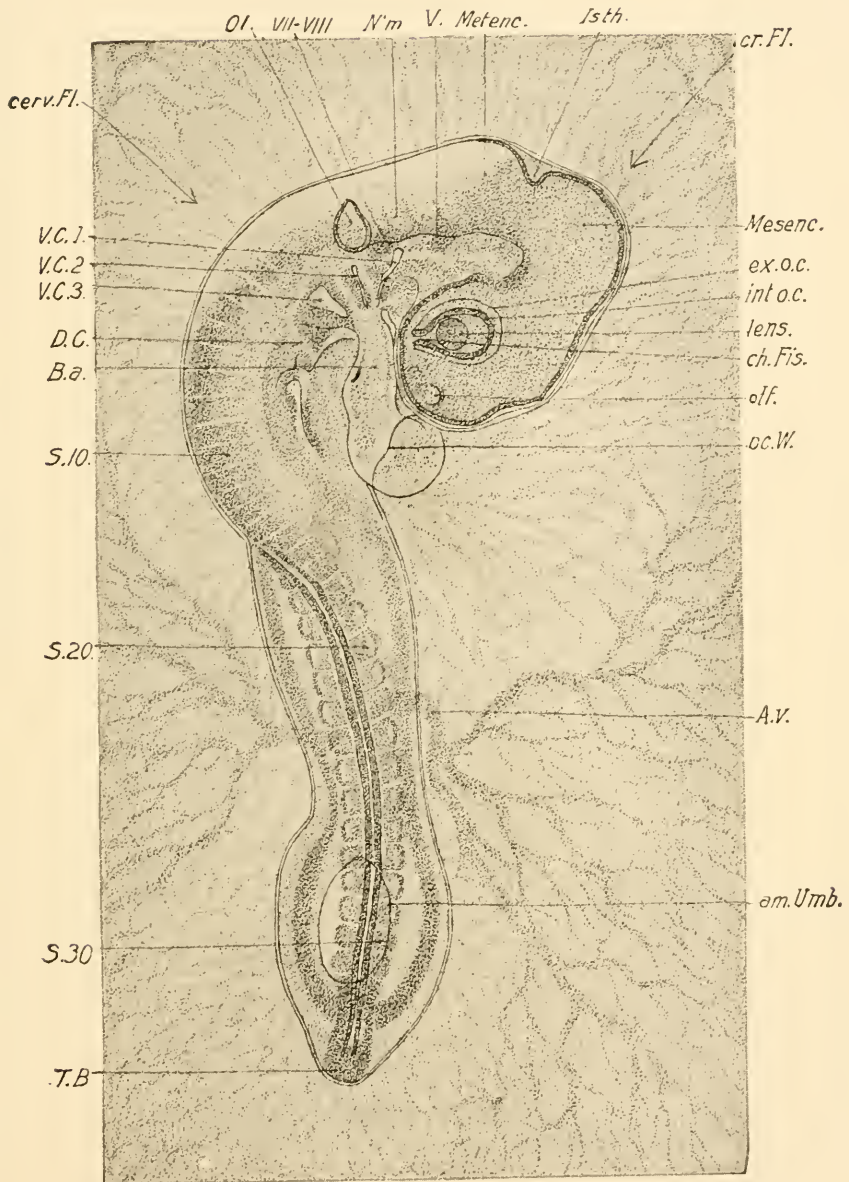 Ot. VII-VIII N'm V. Metenc. Isth.
cr.Fl.
cerv.Fl.
V.C.1.
V.C.2
V.C.3.
D.C.
B.a.
S.10.
S.20.
S.30
.T.B
Mesenc.
ex.o.c.
int o.c.
lens.
ch.Fis.
olf.
oc.W.
A.V.
am.Umb.